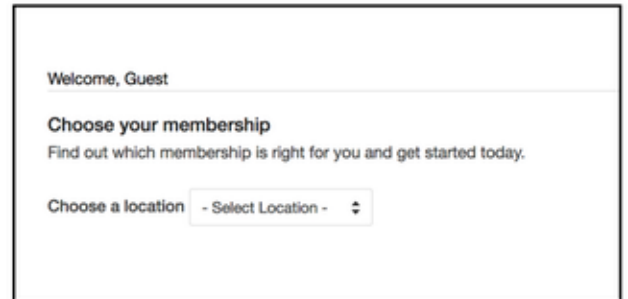 Welcome, Guest
Choose your membership
Find out which membership is right for you and get started today.
Choose a location - Select Location -